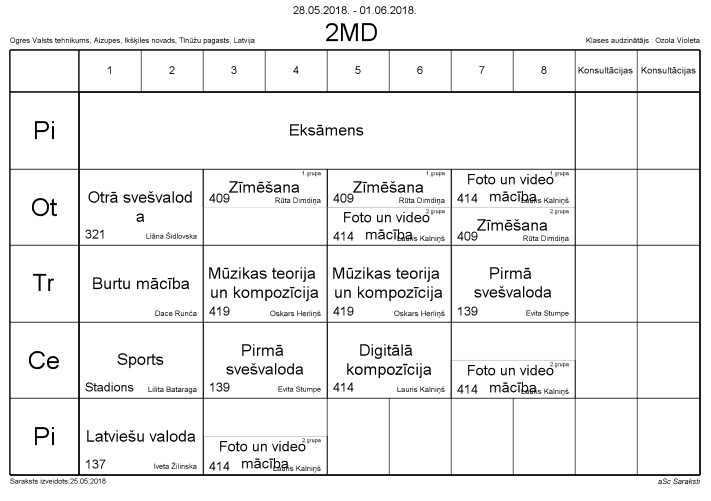 28.05.2018. - 01.06.2018.
Ogres Valsts tehnikums, Aizupes, Ikšķiles novads, Tīnūžu pagasts, Latvija
2MD
Klases audzinātājs : Ozola Violeta
1 2 3 4 5 6 7 8 Konsultācijas Konsultācijas
Pi
Eksāmens
Ot
Otrā svešvalod
a
321 Liāna Šidlovska
1.grupa
Zīmēšana
409 Rūta Dimdiņa
1.grupa
Zīmēšana
409 Rūta Dimdiņa
2.grupa
Foto un video
mācība
414 Lauris Kalniņš
1.grupa
Foto un video
mācība
414 Lauris Kalniņš
2.grupa
Zīmēšana
409 Rūta Dimdiņa
Tr
Burtu mācība
Dace Runča
Mūzikas teorija
un kompozīcija
419 Oskars Herliņš
Mūzikas teorija
un kompozīcija
419 Oskars Herliņš
Pirmā
svešvaloda
139 Evita Stumpe
Ce
Sports
Stadions Lilita Bataraga
Pirmā
svešvaloda
139 Evita Stumpe
Digitālā
kompozīcija
414 Lauris Kalniņš
2.grupa
Foto un video
mācība
414 Lauris Kalniņš
Pi
Latviešu valoda
137 Iveta Žilinska
2.grupa
Foto un video
mācība
414 Lauris Kalniņš
Saraksts izveidots:25.05.2018
aSc Saraksti